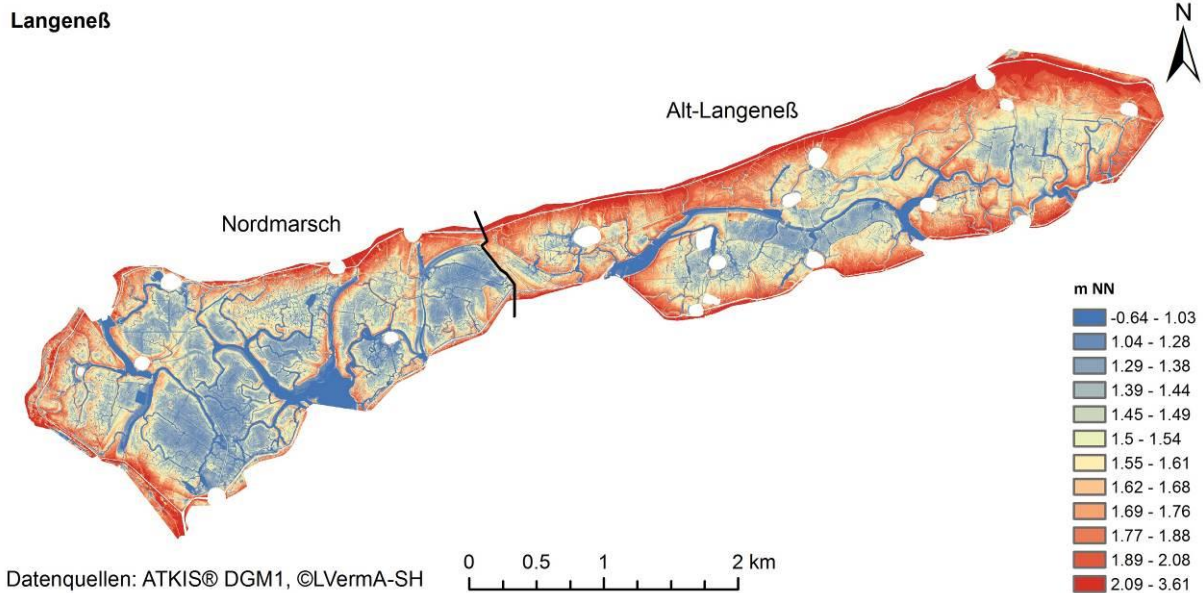 Langeneß
N
Alt-Langeneß
Nordmarsch
m NN
-0.64 - 1.03
1.04 - 1.28
1.29 - 1.38
1.39 - 1.44
1.45 - 1.49
1.5 - 1.54
1.55 - 1.61
1.62 - 1.68
1.69 - 1.76
1.77 - 1.88
1.89 - 2.08
2.09 - 3.61
0 0.5 1 2 km
Datenquellen: ATKIS® DGM1, ©LVermA-SH